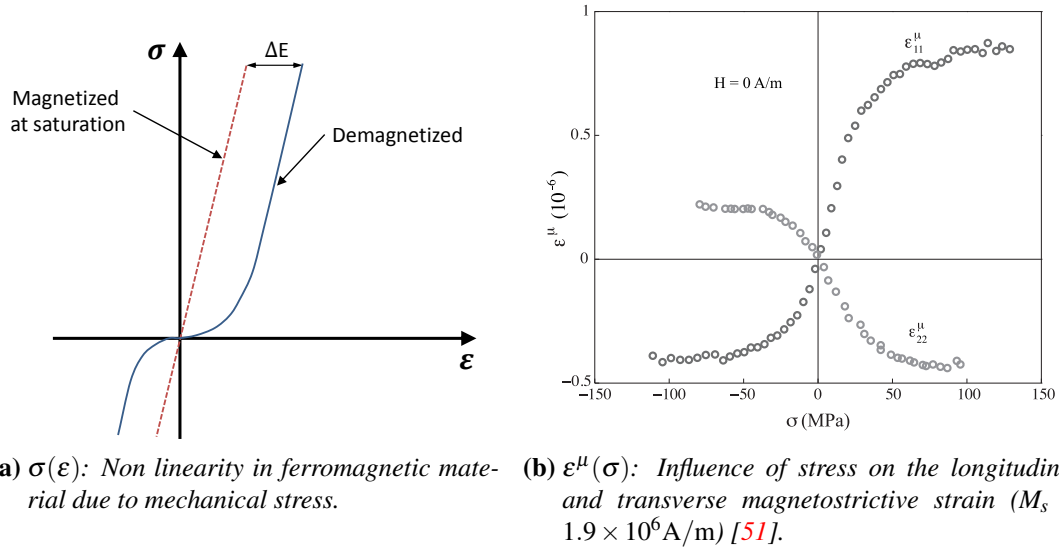 σ
ΔE
Magnetized
at saturation
Demagnetized
ε
1
0.5
0
−0.5
−150
−100
−50
0
50
100
150
ε^μ (10^-6)
H = 0 A/m
ε_11^μ
ε_22^μ
σ (MPa)
a) σ(ε): Non linearity in ferromagnetic mate-
rial due to mechanical stress.
(b) ε^μ(σ): Influence of stress on the longitudin
and transverse magnetostrictive strain (M_s
1.9 × 10^6 A/m) [51].